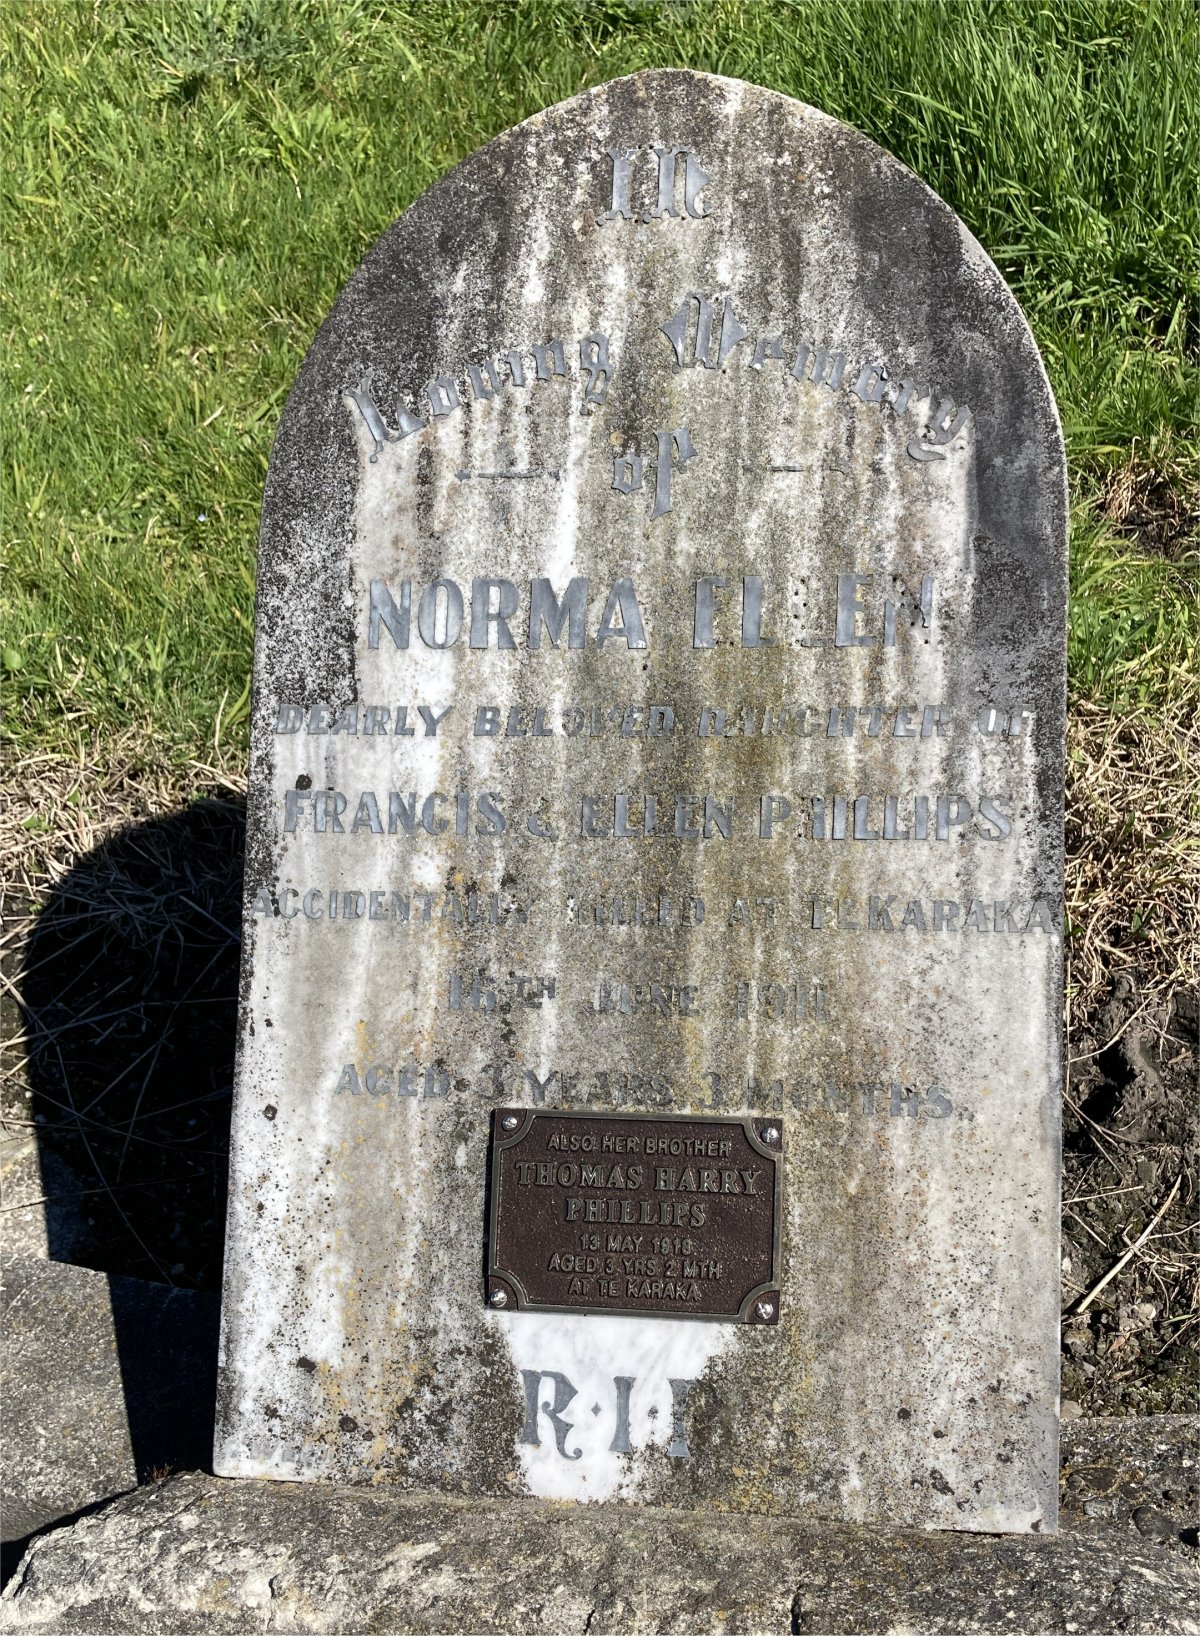 In
Loving Memory
of
NORMA ELLEN
DEARLY BELOVED DAUGHTER OF
FRANCIS & ELLEN PHILLIPS
ACCIDENTALLY KILLED AT TE KARAKA
16TH JUNE 1911
AGED 3 YEARS 3 MONTHS.
ALSO HER BROTHER
THOMAS HARRY
PHILLIPS
13 MAY 1918
AGED 3 YRS 2 MTH
AT TE KARAKA
R·I·P